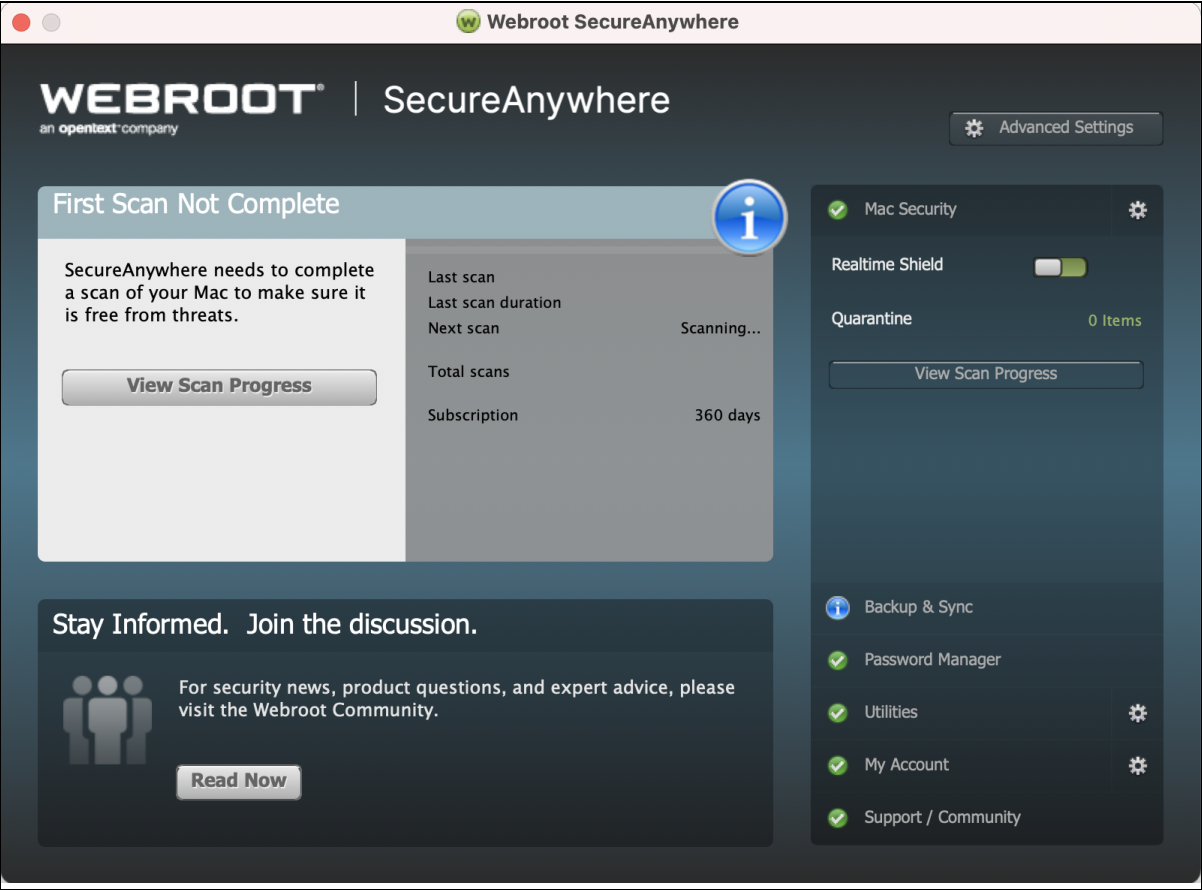 Webroot SecureAnywhere
WEBROOT® | SecureAnywhere
an opentext™ company
Advanced Settings
First Scan Not Complete
SecureAnywhere needs to complete
a scan of your Mac to make sure it
is free from threats.
View Scan Progress
Last scan
Last scan duration
Next scan Scanning...
Total scans
Subscription 360 days
Mac Security
Realtime Shield
Quarantine 0 Items
View Scan Progress
Backup & Sync
Password Manager
Utilities
My Account
Support / Community
Stay Informed. Join the discussion.
For security news, product questions, and expert advice, please
visit the Webroot Community.
Read Now